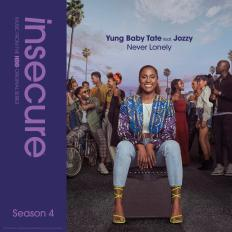 insecure
MUSIC FROM THE HBO ORIGINAL SERIES
Season 4
Yung Baby Tate feat. Jozzy
Never Lonely